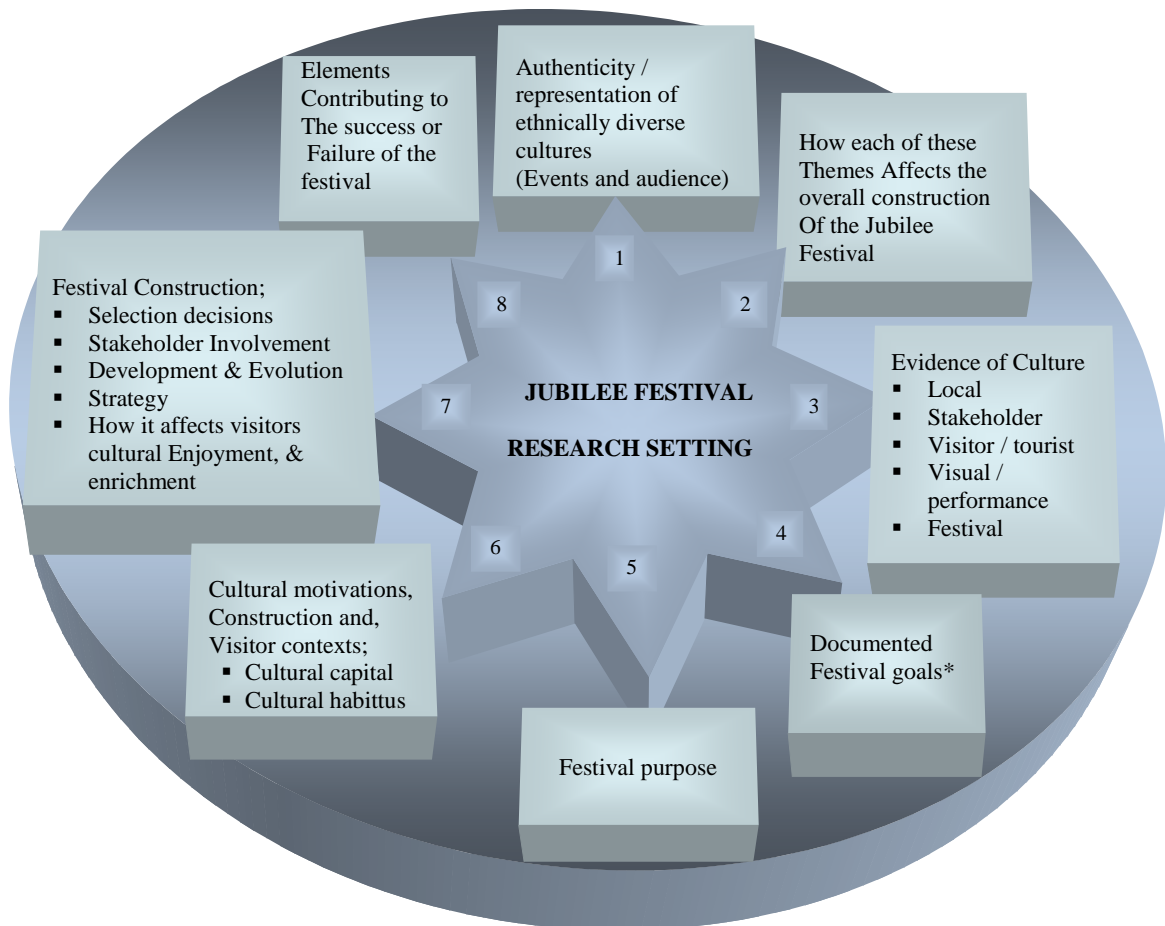 Elements
Contributing to
The success or
Failure of the
festival
Authenticity /
representation of
ethnically diverse
cultures
(Events and audience)
How each of these
Themes Affects the
overall construction
Of the Jubilee
Festival
Festival Construction;
▪ Selection decisions
▪ Stakeholder Involvement
▪ Development & Evolution
▪ Strategy
▪ How it affects visitors
cultural Enjoyment, &
enrichment
1
2
3
4
5
6
7
8
JUBILEE FESTIVAL
RESEARCH SETTING
Evidence of Culture
▪ Local
▪ Stakeholder
▪ Visitor / tourist
▪ Visual /
performance
▪ Festival
Cultural motivations,
Construction and,
Visitor contexts;
▪ Cultural capital
▪ Cultural habittus
Documented
Festival goals*
Festival purpose